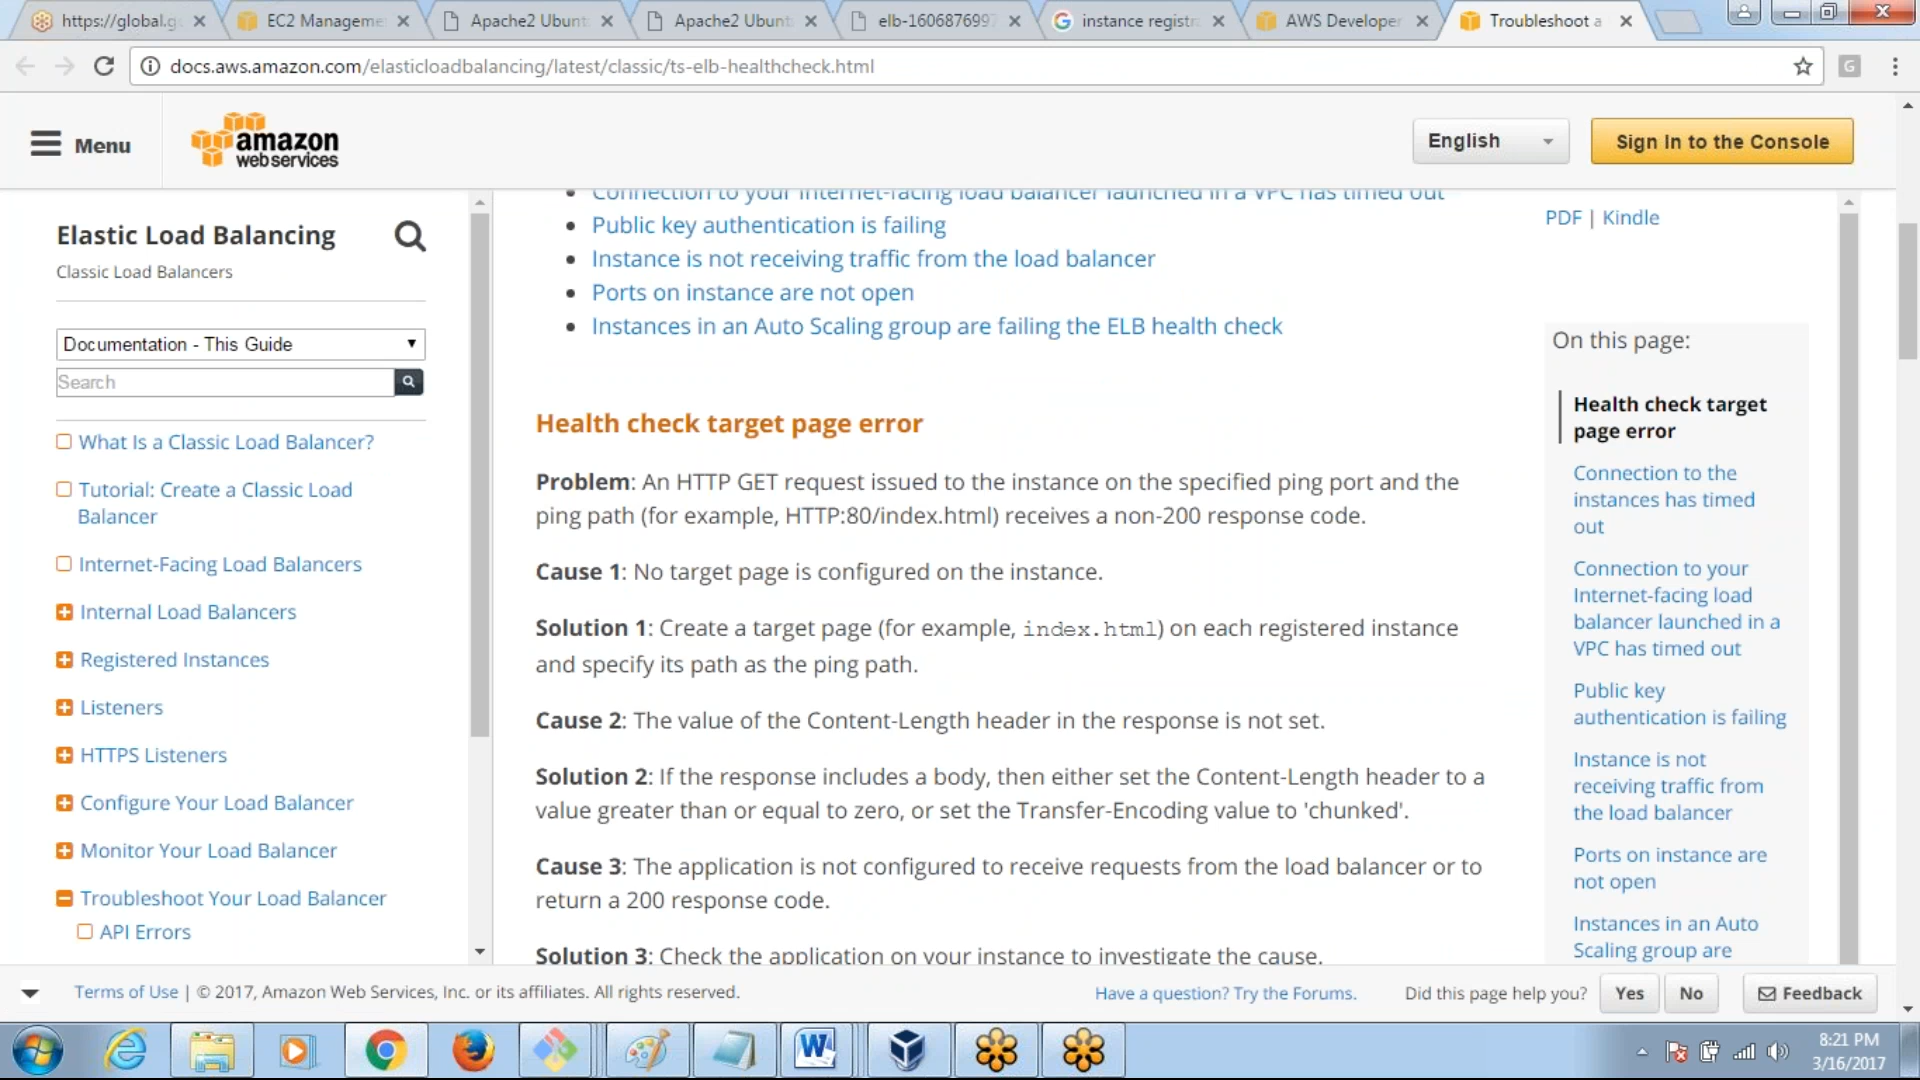 https://global.g
EC2 Manageme
Apache2 Ubunt
Apache2 Ubunt
elb-1606876997
instance registr
AWS Developer
Troubleshoot a
docs.aws.amazon.com/elasticloadbalancing/latest/classic/ts-elb-healthcheck.html
G
Menu
amazon
web services
English
Sign In to the Console
Elastic Load Balancing
Classic Load Balancers
Documentation - This Guide
Search
What Is a Classic Load Balancer?
Tutorial: Create a Classic Load
Balancer
Internet-Facing Load Balancers
Internal Load Balancers
Registered Instances
Listeners
HTTPS Listeners
Configure Your Load Balancer
Monitor Your Load Balancer
Troubleshoot Your Load Balancer
API Errors
Connection to your Internet-facing load balancer launched in a VPC has timed out
Public key authentication is failing
Instance is not receiving traffic from the load balancer
Ports on instance are not open
Instances in an Auto Scaling group are failing the ELB health check
Health check target page error
Problem: An HTTP GET request issued to the instance on the specified ping port and the
ping path (for example, HTTP:80/index.html) receives a non-200 response code.
Cause 1: No target page is configured on the instance.
Solution 1: Create a target page (for example, index.html) on each registered instance
and specify its path as the ping path.
Cause 2: The value of the Content-Length header in the response is not set.
Solution 2: If the response includes a body, then either set the Content-Length header to a
value greater than or equal to zero, or set the Transfer-Encoding value to 'chunked'.
Cause 3: The application is not configured to receive requests from the load balancer or to
return a 200 response code.
Solution 3: Check the application on your instance to investigate the cause.
PDF | Kindle
On this page:
Health check target
page error
Connection to the
instances has timed
out
Connection to your
Internet-facing load
balancer launched in a
VPC has timed out
Public key
authentication is failing
Instance is not
receiving traffic from
the load balancer
Ports on instance are
not open
Instances in an Auto
Scaling group are
Terms of Use | © 2017, Amazon Web Services, Inc. or its affiliates. All rights reserved.
Have a question? Try the Forums.
Did this page help you?
Yes
No
Feedback
8:21 PM
3/16/2017